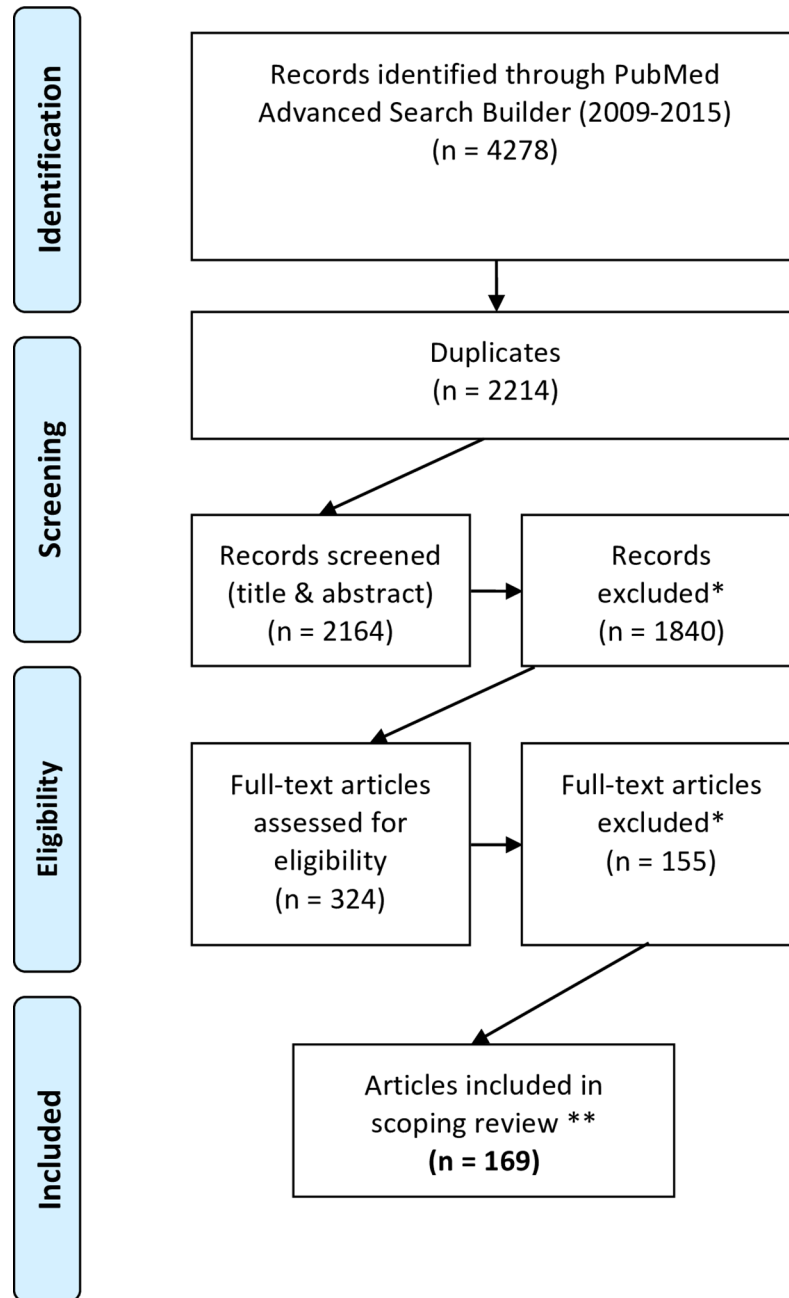 Identification
Records identified through PubMed
Advanced Search Builder (2009-2015)
(n = 4278)
Screening
Duplicates
(n = 2214)
Records screened
(title & abstract)
(n = 2164)
Records
excluded*
(n = 1840)
Eligibility
Full-text articles
assessed for
eligibility
(n = 324)
Full-text articles
excluded*
(n = 155)
Included
Articles included in
scoping review **
(n = 169)